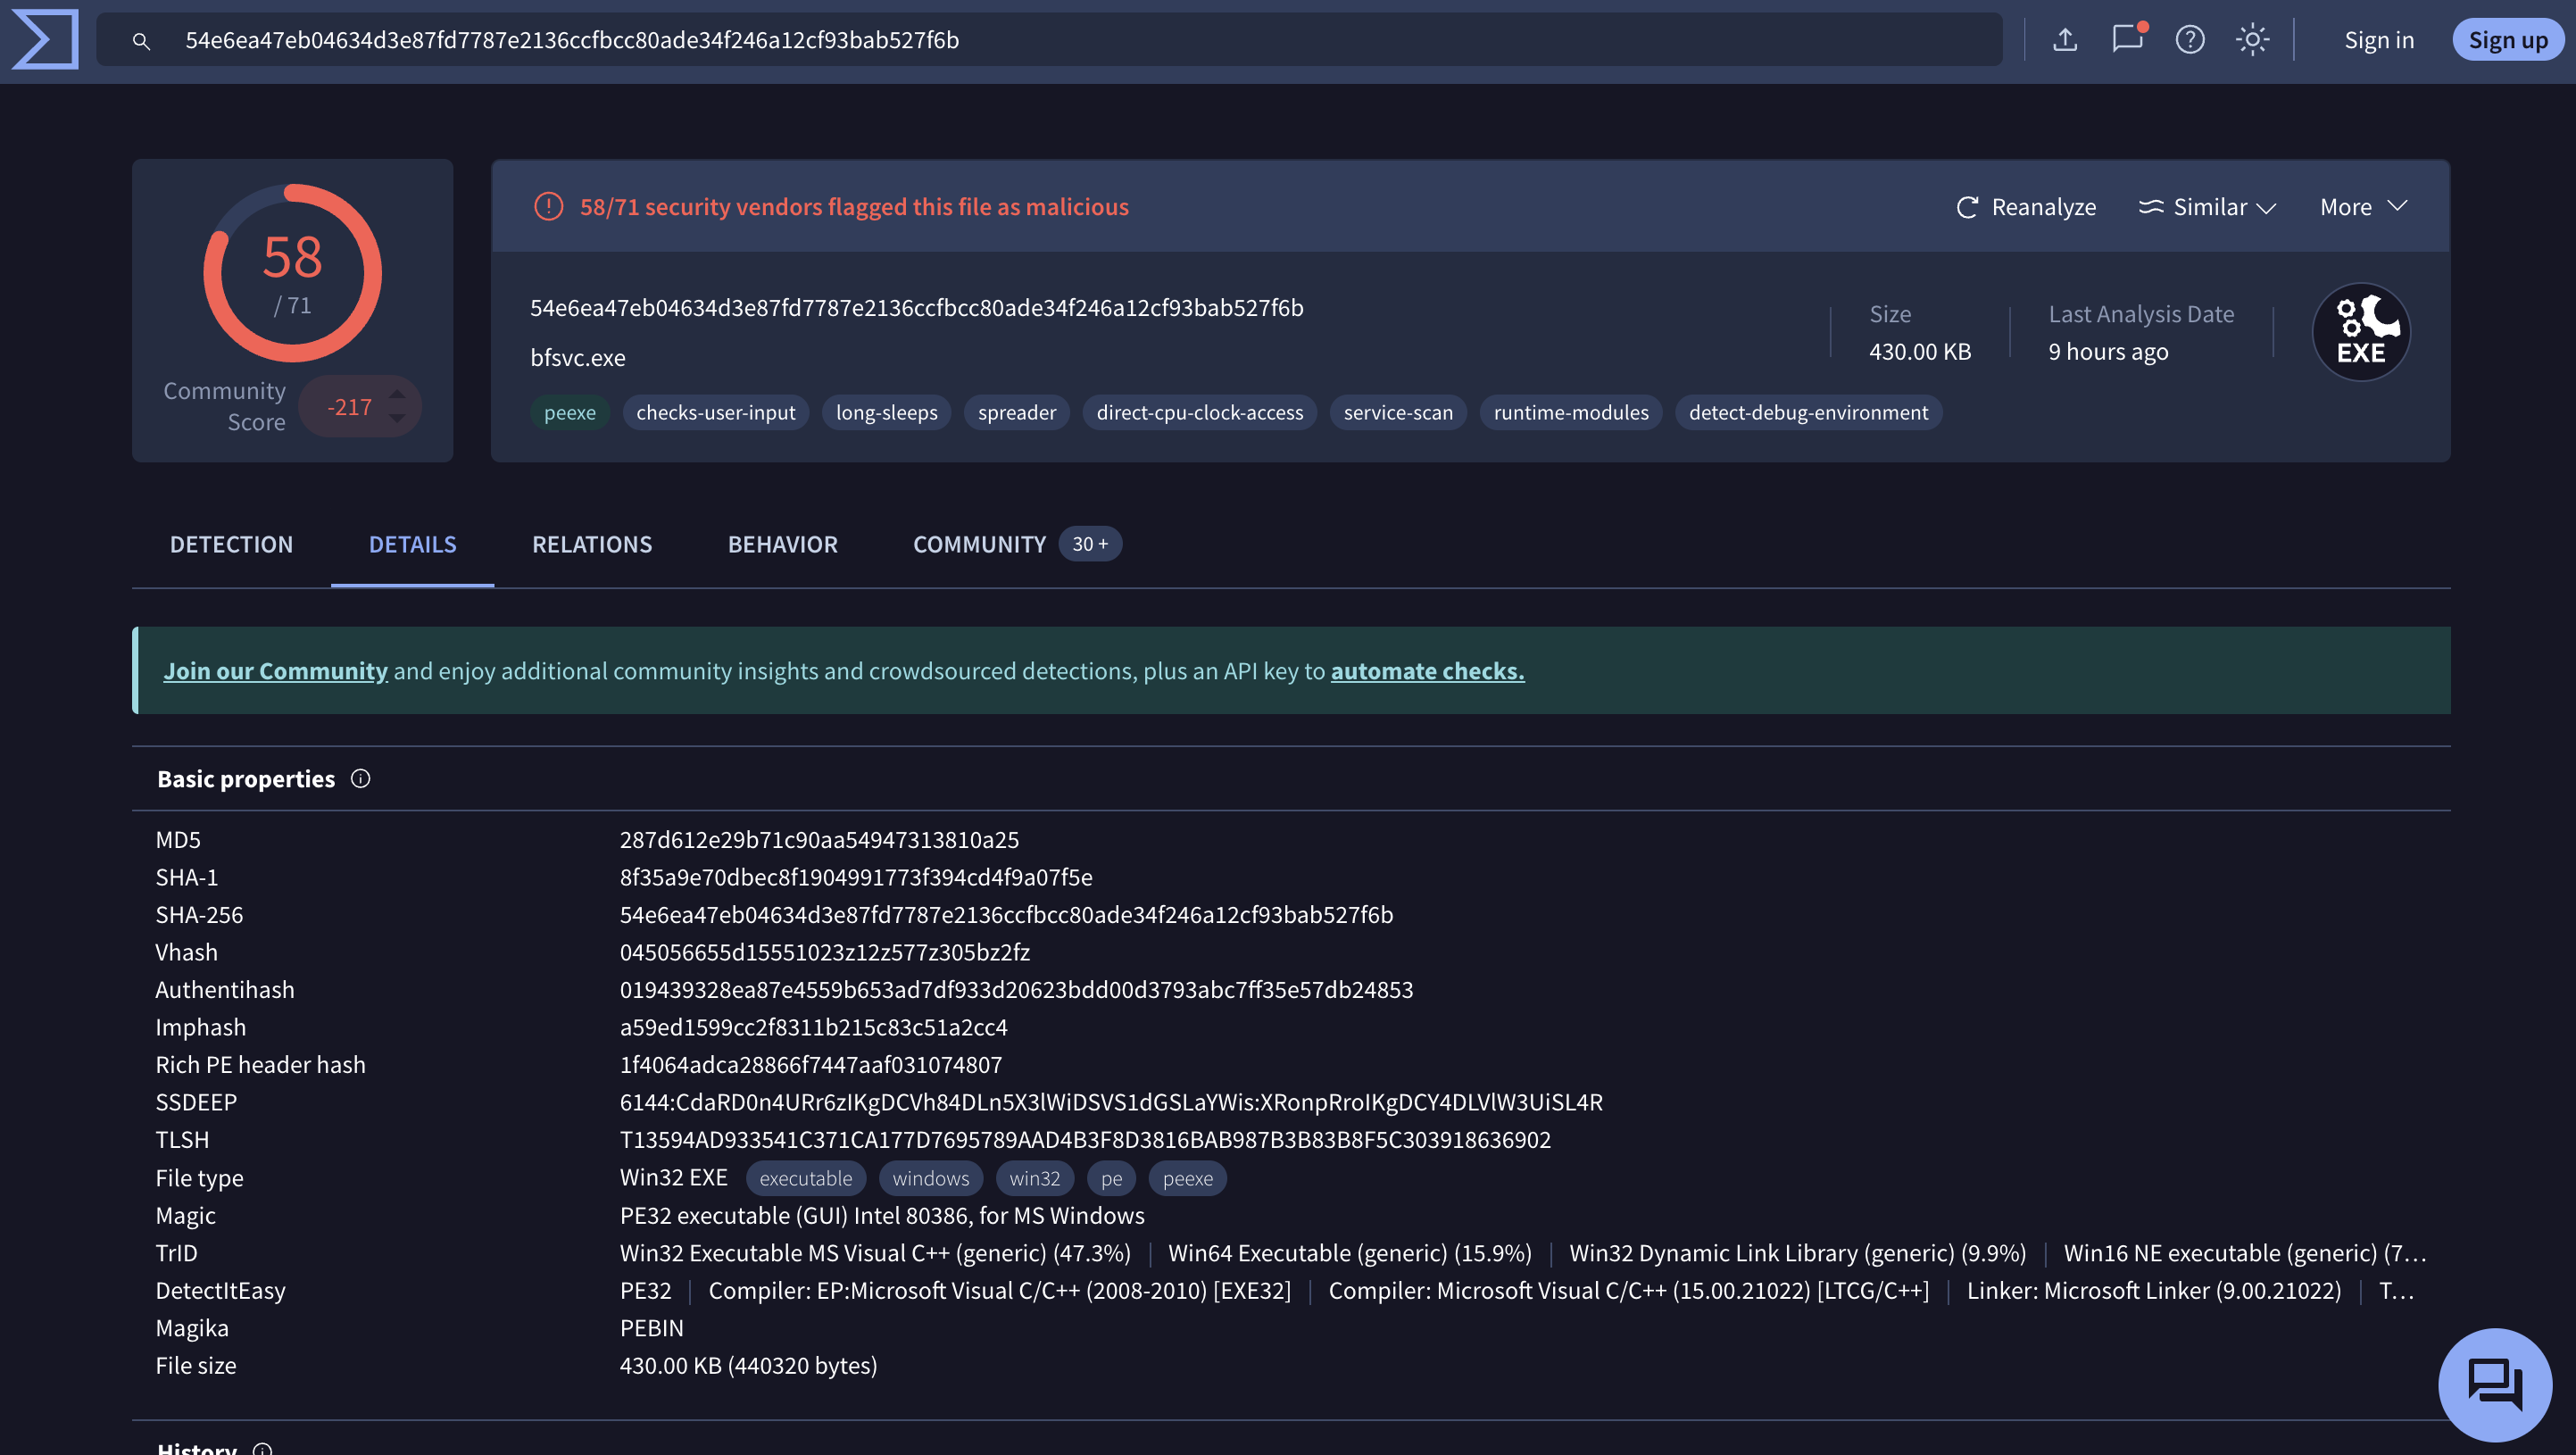 54e6ea47eb04634d3e87fd7787e2136ccfbcc80ade34f246a12cf93bab527f6b
Sign in
Sign up
58
/ 71
Community Score
-217
58/71 security vendors flagged this file as malicious
Reanalyze
Similar
More
54e6ea47eb04634d3e87fd7787e2136ccfbcc80ade34f246a12cf93bab527f6b
bfsvc.exe
Size
430.00 KB
Last Analysis Date
9 hours ago
EXE
peexe checks-user-input long-sleeps spreader direct-cpu-clock-access service-scan runtime-modules detect-debug-environment
DETECTION DETAILS RELATIONS BEHAVIOR COMMUNITY 30 +
Join our Community and enjoy additional community insights and crowdsourced detections, plus an API key to automate checks.
Basic properties
MD5 287d612e29b71c90aa54947313810a25
SHA-1 8f35a9e70dbec8f1904991773f394cd4f9a07f5e
SHA-256 54e6ea47eb04634d3e87fd7787e2136ccfbcc80ade34f246a12cf93bab527f6b
Vhash 045056655d15551023z12z577z305bz2fz
Authentihash 019439328ea87e4559b653ad7df933d20623bdd00d3793abc7ff35e57db24853
Imphash a59ed1599cc2f8311b215c83c51a2cc4
Rich PE header hash 1f4064adca28866f7447aaf031074807
SSDEEP 6144:CdaRD0n4URr6zIKgDCVh84DLn5X3lWiDSVS1dGSLaYWis:XRonpRroIKgDCY4DLVlW3UiSL4R
TLSH T13594AD933541C371CA177D7695789AAD4B3F8D3816BAB987B3B83B8F5C303918636902
File type Win32 EXE executable windows win32 pe peexe
Magic PE32 executable (GUI) Intel 80386, for MS Windows
TrID Win32 Executable MS Visual C++ (generic) (47.3%) | Win64 Executable (generic) (15.9%) | Win32 Dynamic Link Library (generic) (9.9%) | Win16 NE executable (generic) (7…
DetectItEasy PE32 | Compiler: EP:Microsoft Visual C/C++ (2008-2010) [EXE32] | Compiler: Microsoft Visual C/C++ (15.00.21022) [LTCG/C++] | Linker: Microsoft Linker (9.00.21022) | T…
Magika PEBIN
File size 430.00 KB (440320 bytes)
History